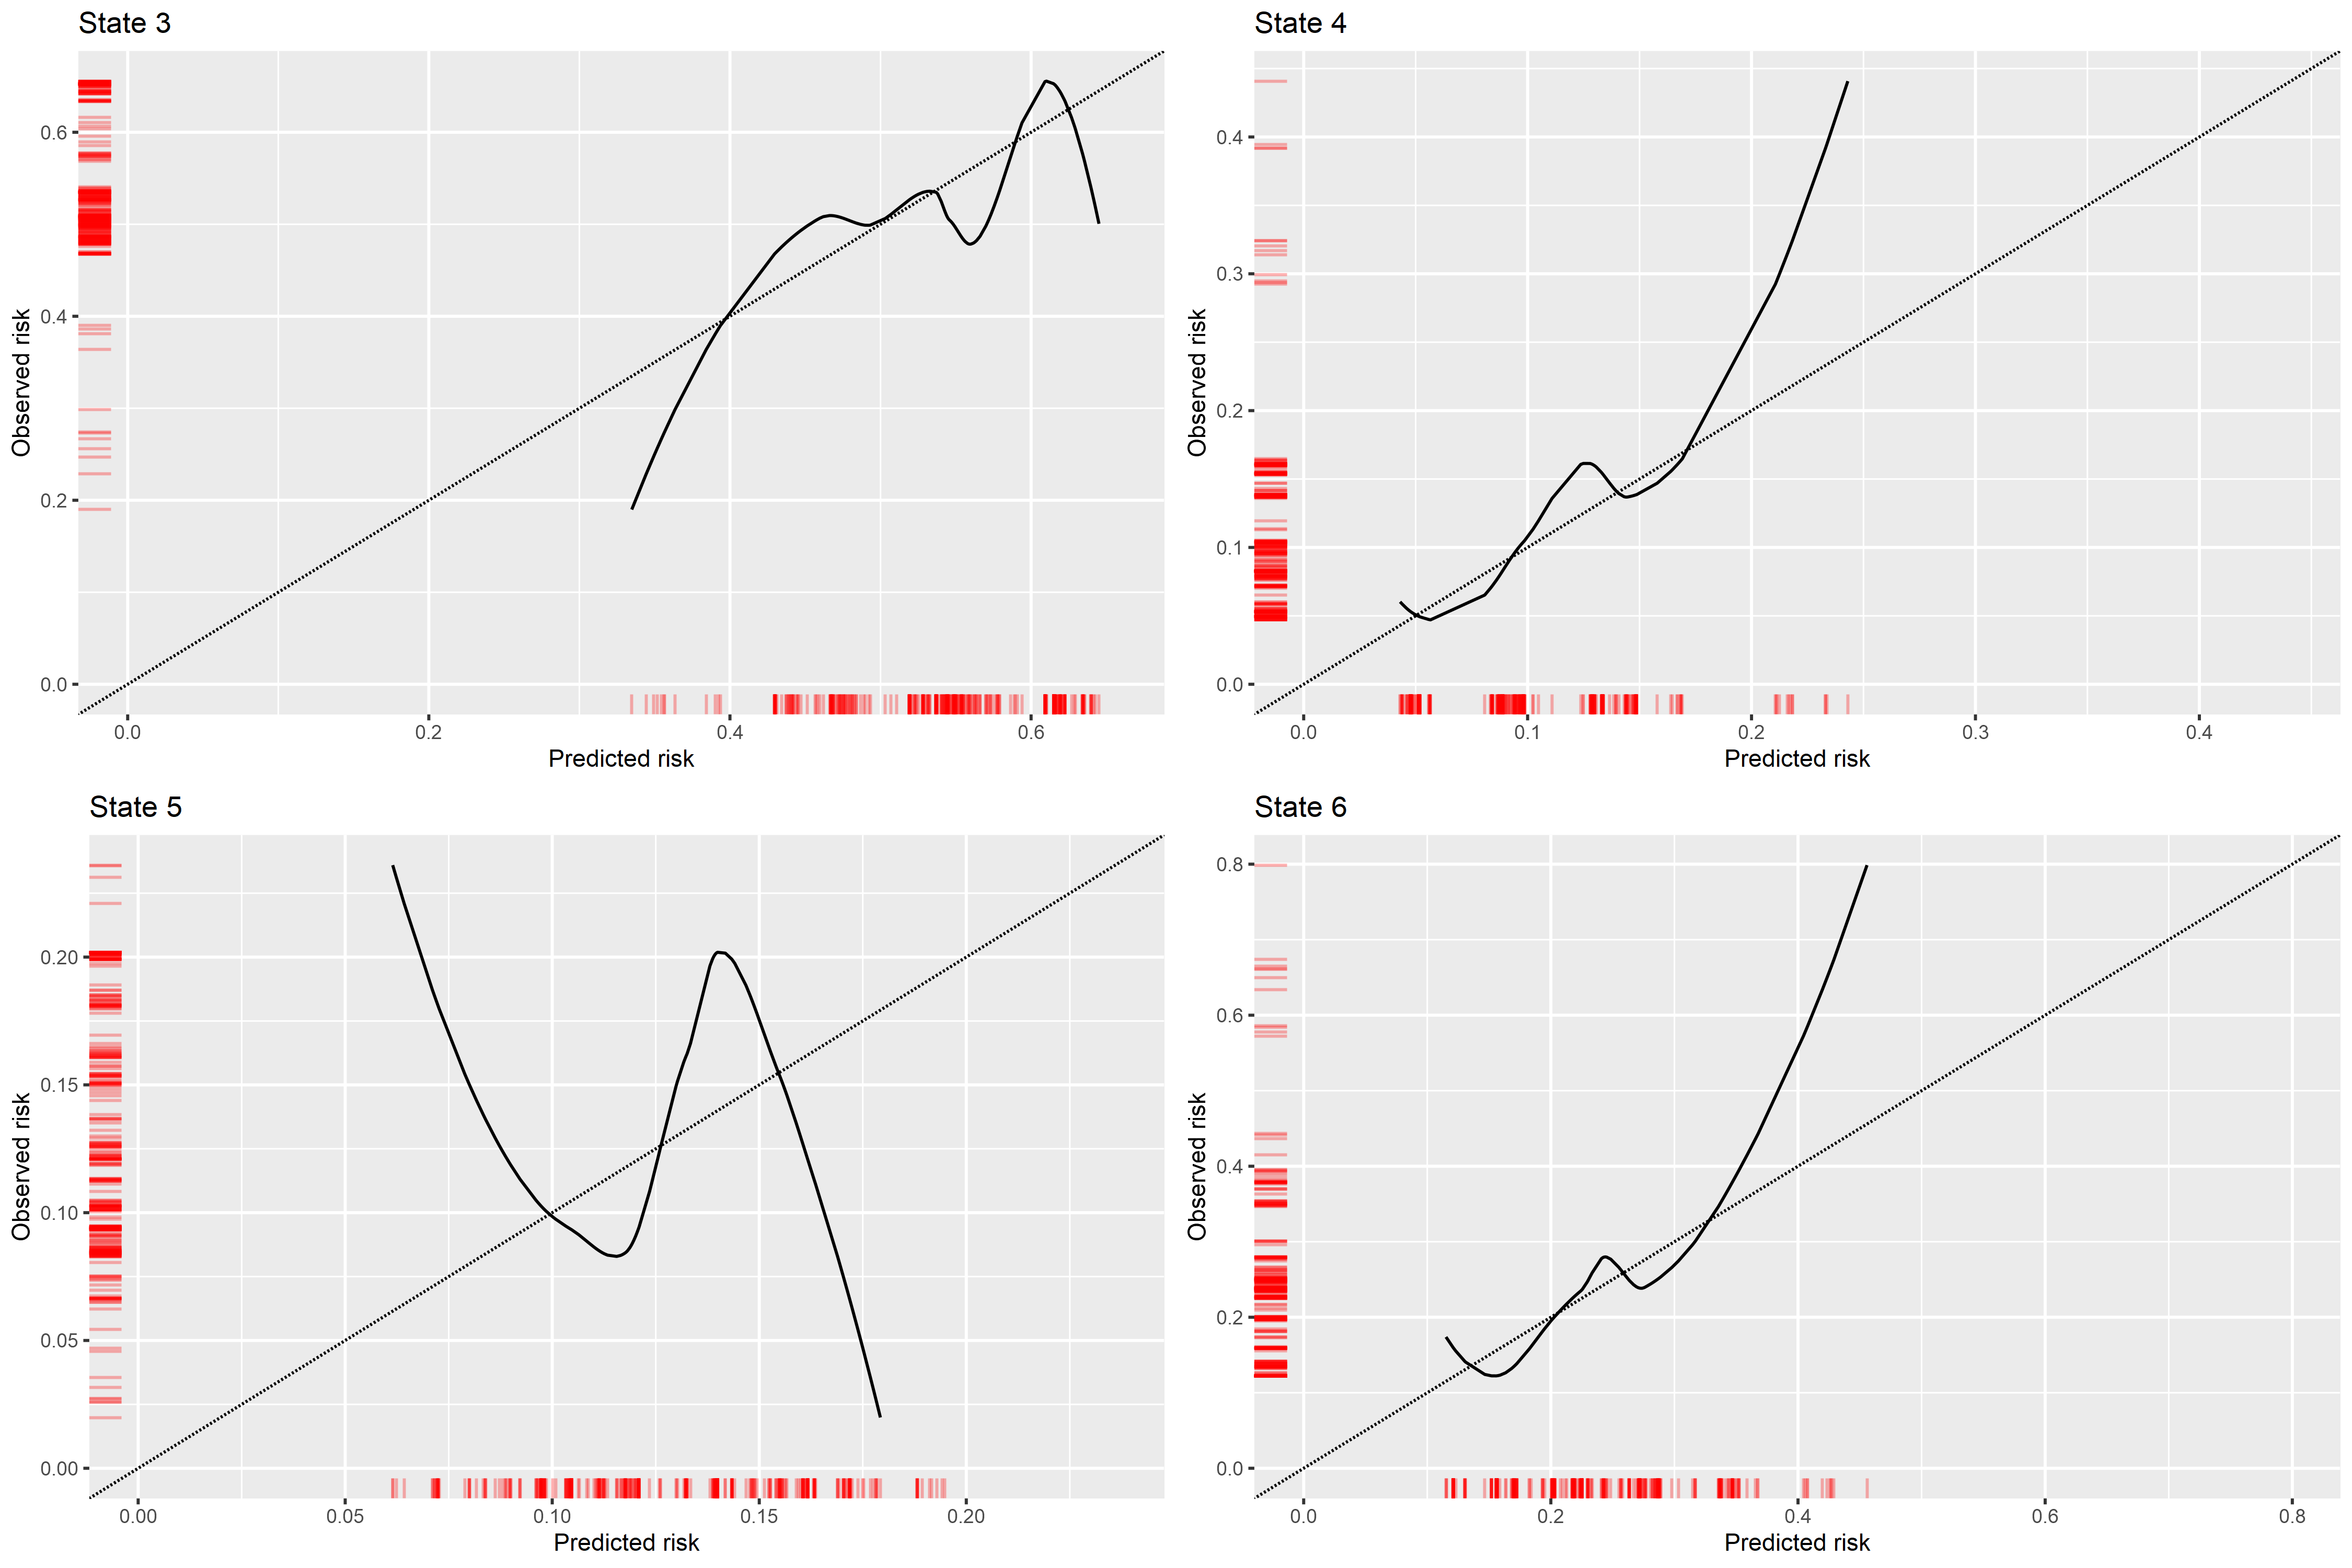 State 3
Observed risk
0.6
0.4
0.2
0.0
0.0 0.2 0.4 0.6
Predicted risk
State 4
Observed risk
0.4
0.3
0.2
0.1
0.0
0.0 0.1 0.2 0.3 0.4
Predicted risk
State 5
Observed risk
0.20
0.15
0.10
0.05
0.00
0.00 0.05 0.10 0.15 0.20
Predicted risk
State 6
Observed risk
0.8
0.6
0.4
0.2
0.0
0.0 0.2 0.4 0.6 0.8
Predicted risk